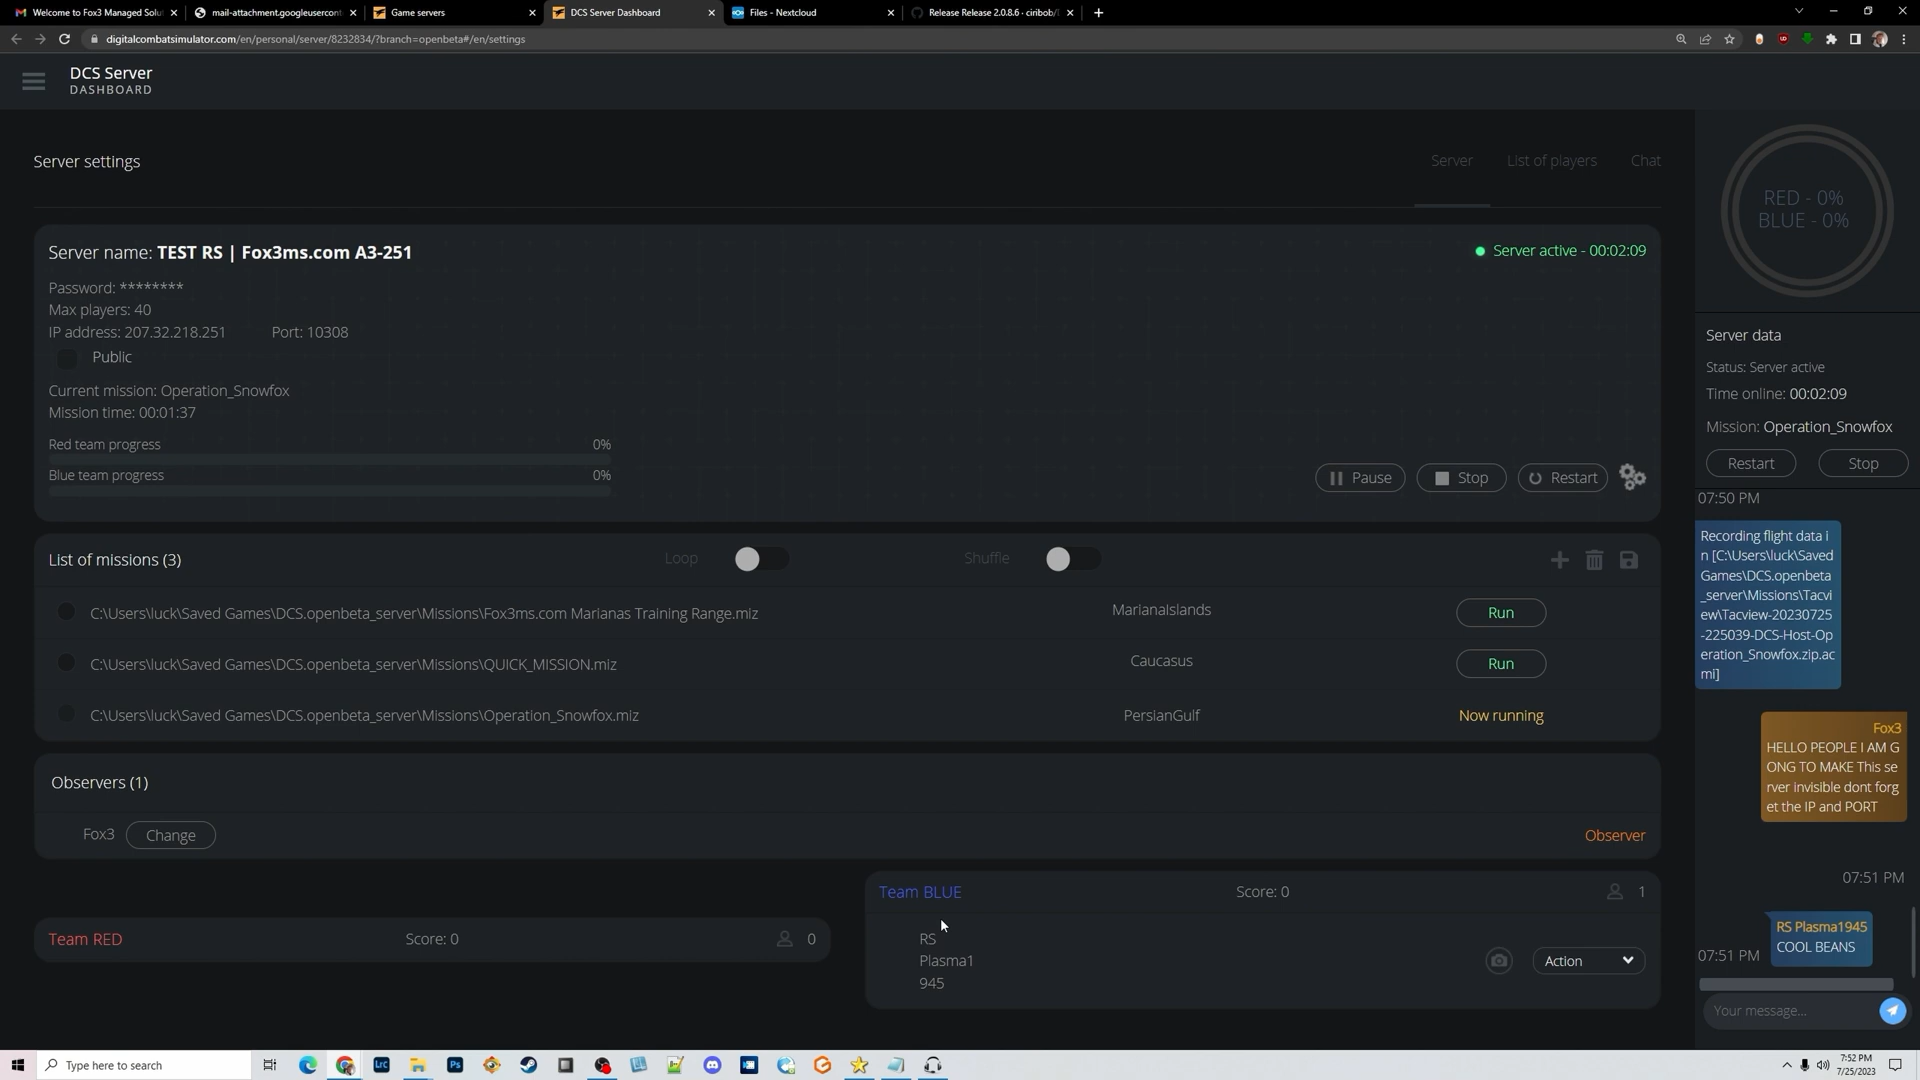 Welcome to Fox3 Managed Solu
mail-attachment.googleusercont
Game servers
DCS Server Dashboard
Files - Nextcloud
Release Release 2.0.8.6 · ciribob/
digitalcombatsimulator.com/en/personal/server/8232834/?branch=openbeta#/en/settings
DCS Server
DASHBOARD
Server settings
Server
List of players
Chat
Server name: TEST RS | Fox3ms.com A3-251
Server active - 00:02:09
Password: ********
Max players: 40
IP address: 207.32.218.251
Port: 10308
Public
Current mission: Operation_Snowfox
Mission time: 00:01:37
Red team progress
0%
Blue team progress
0%
Pause
Stop
Restart
List of missions (3)
Loop
Shuffle
C:\Users\luck\Saved Games\DCS.openbeta_server\Missions\Fox3ms.com Marianas Training Range.miz
MarianaIslands
Run
C:\Users\luck\Saved Games\DCS.openbeta_server\Missions\QUICK_MISSION.miz
Caucasus
Run
C:\Users\luck\Saved Games\DCS.openbeta_server\Missions\Operation_Snowfox.miz
PersianGulf
Now running
Observers (1)
Fox3
Change
Observer
Team RED
Score: 0
0
Team BLUE
Score: 0
1
RS
Plasma1
945
Action
RED - 0%
BLUE - 0%
Server data
Status: Server active
Time online: 00:02:09
Mission: Operation_Snowfox
Restart
Stop
07:50 PM
Recording flight data i
n [C:\Users\luck\Saved
Games\DCS.openbeta
_server\Missions\Tacvi
ew\Tacview-20230725
-225039-DCS-Host-Op
eration_Snowfox.zip.ac
mi]
Fox3
HELLO PEOPLE I AM G
ONG TO MAKE This se
rver invisible dont forg
et the IP and PORT
07:51 PM
RS Plasma1945
COOL BEANS
07:51 PM
Your message...
Type here to search
LrC
Ps
7:52 PM
7/25/2023